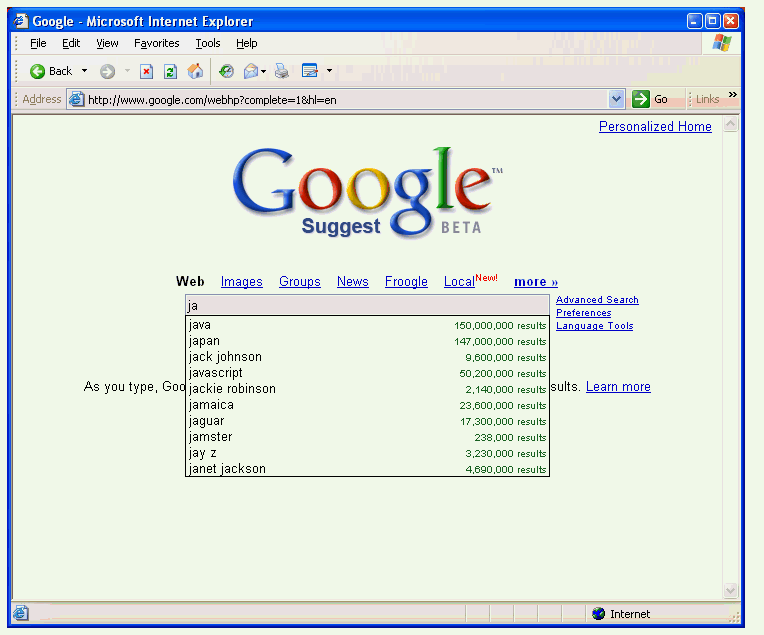 Google - Microsoft Internet Explorer
File Edit View Favorites Tools Help
Back
Address http://www.google.com/webhp?complete=1&hl=en Go Links »
Personalized Home
Google™
Suggest BETA
Web Images Groups News Froogle Local New! more »
ja
Advanced Search
Preferences
Language Tools
java 150,000,000 results
japan 147,000,000 results
jack johnson 9,600,000 results
javascript 50,200,000 results
As you type, Goo
sults. Learn more
jackie robinson 2,140,000 results
jamaica 23,600,000 results
jaguar 17,300,000 results
jamster 238,000 results
jay z 3,230,000 results
janet jackson 4,690,000 results
Internet